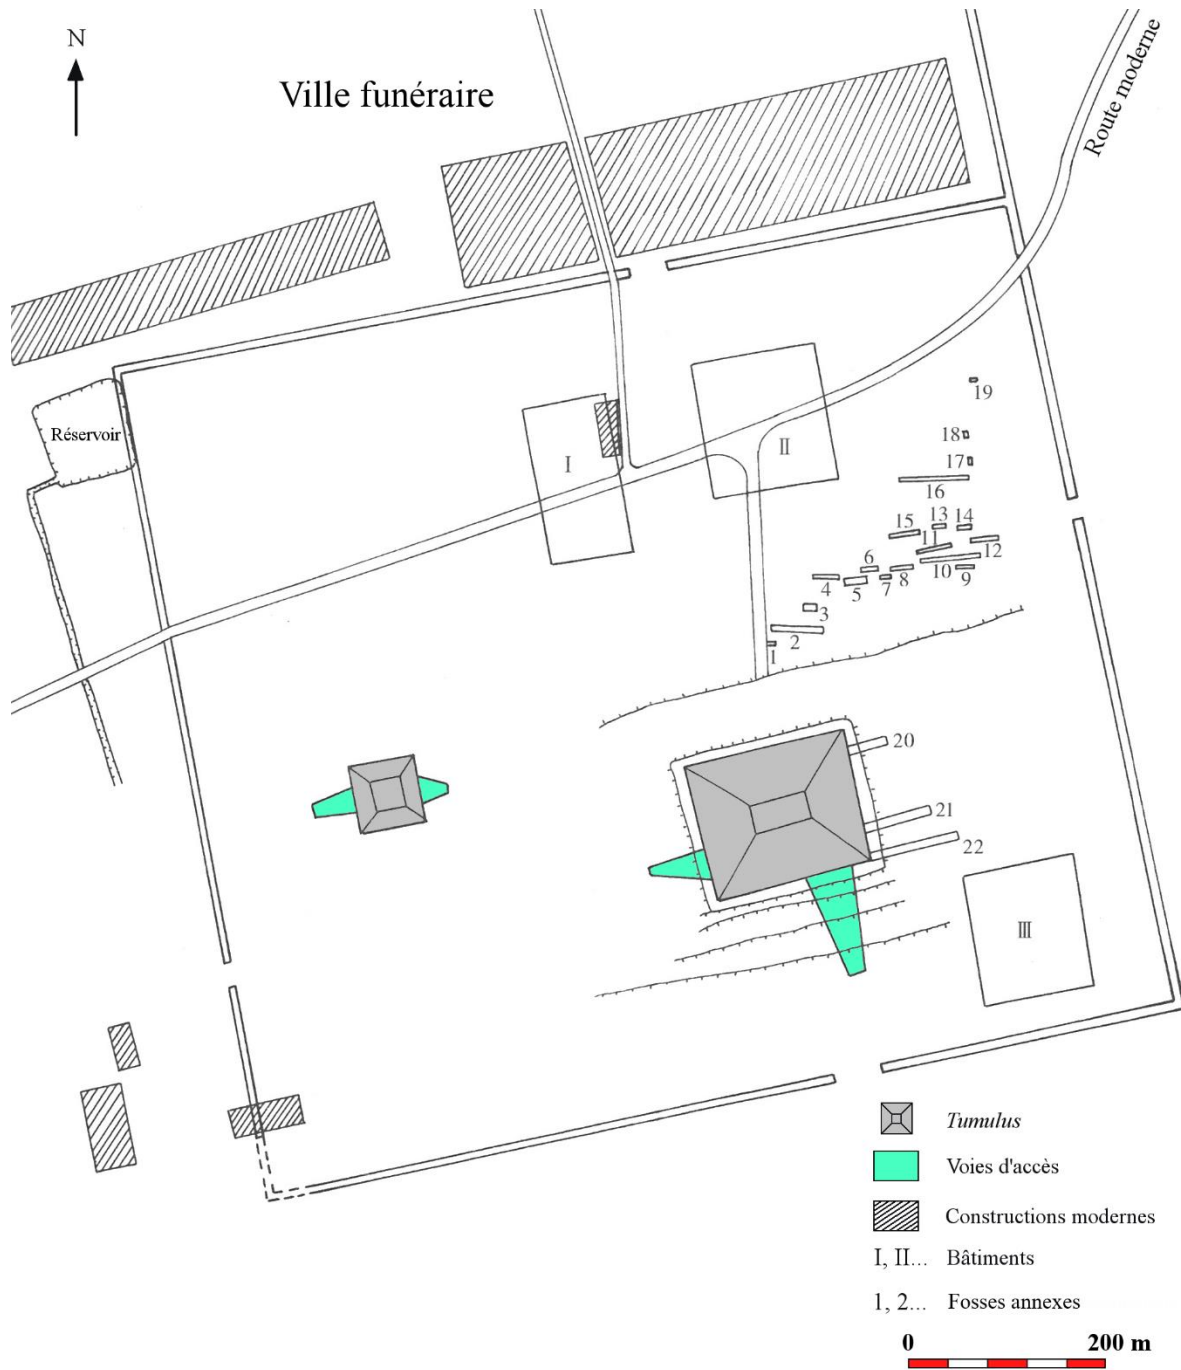 N
Ville funéraire
Route moderne
Réservoir
I
II
19
18
17
16
15
13
14
11
12
6
10
9
8
7
5
4
3
2
1
20
21
22
III
Tumulus
Voies d'accès
Constructions modernes
I, II... Bâtiments
1, 2... Fosses annexes
0 200 m